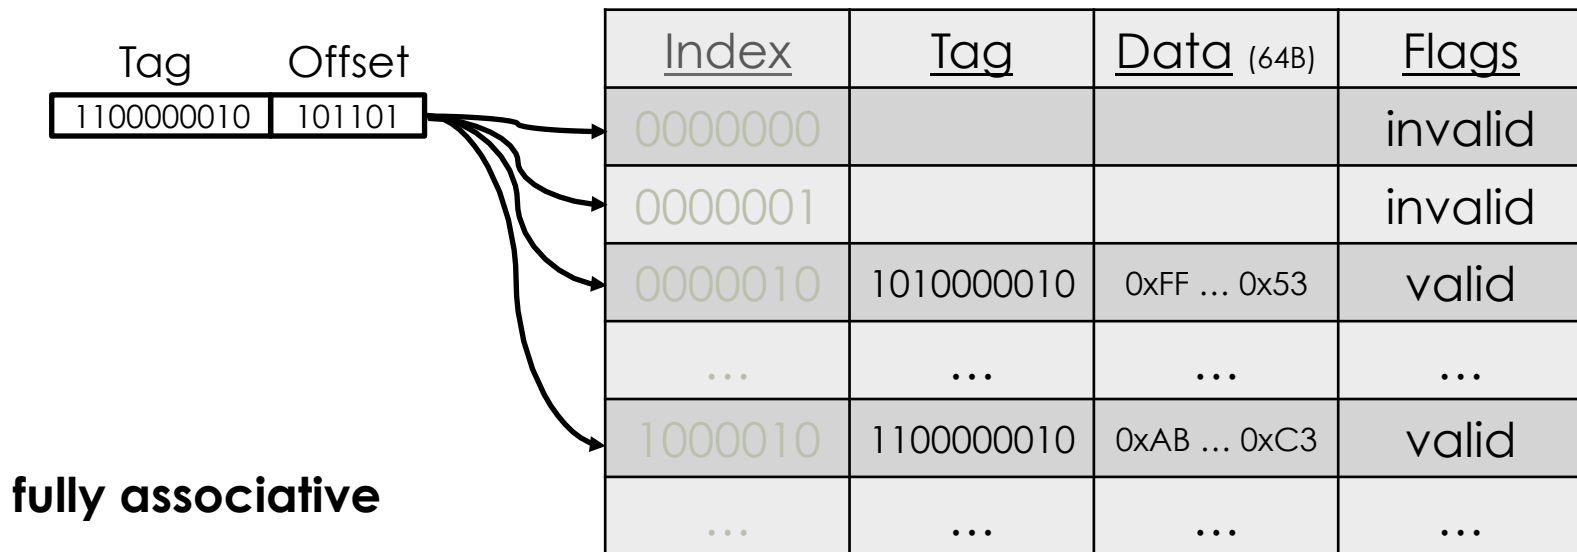 Tag Offset
1100000010 101101
Index Tag Data (64B) Flags
0000000 invalid
0000001 invalid
0000010 1010000010 0xFF … 0x53 valid
… … … …
1000010 1100000010 0xAB … 0xC3 valid
… … … …
fully associative